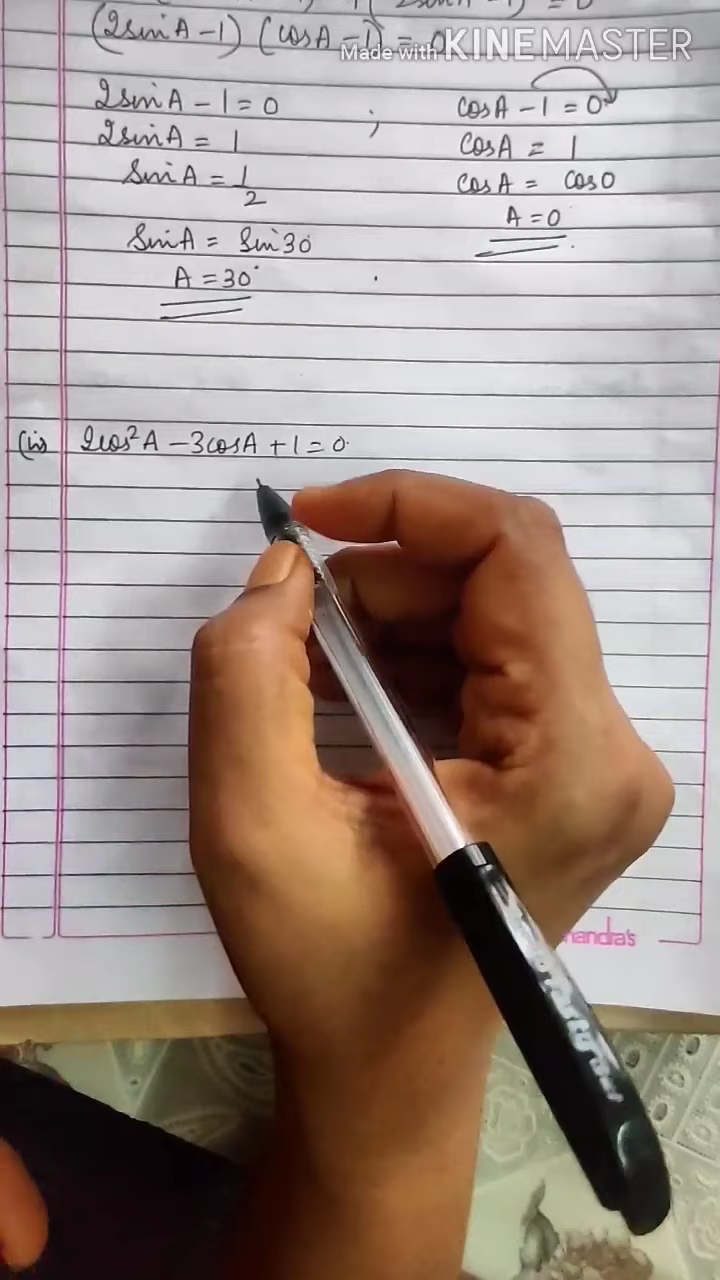 (2sinA-1) (cosA-1) = 0
Made with KINEMASTER
2sinA - 1 = 0 ; cosA - 1 = 0
2sinA = 1 cosA = 1
sinA = 1/2 cosA = cos0
A = 0
sinA = sin30
A = 30°
2cos²A - 3cosA + 1 = 0.